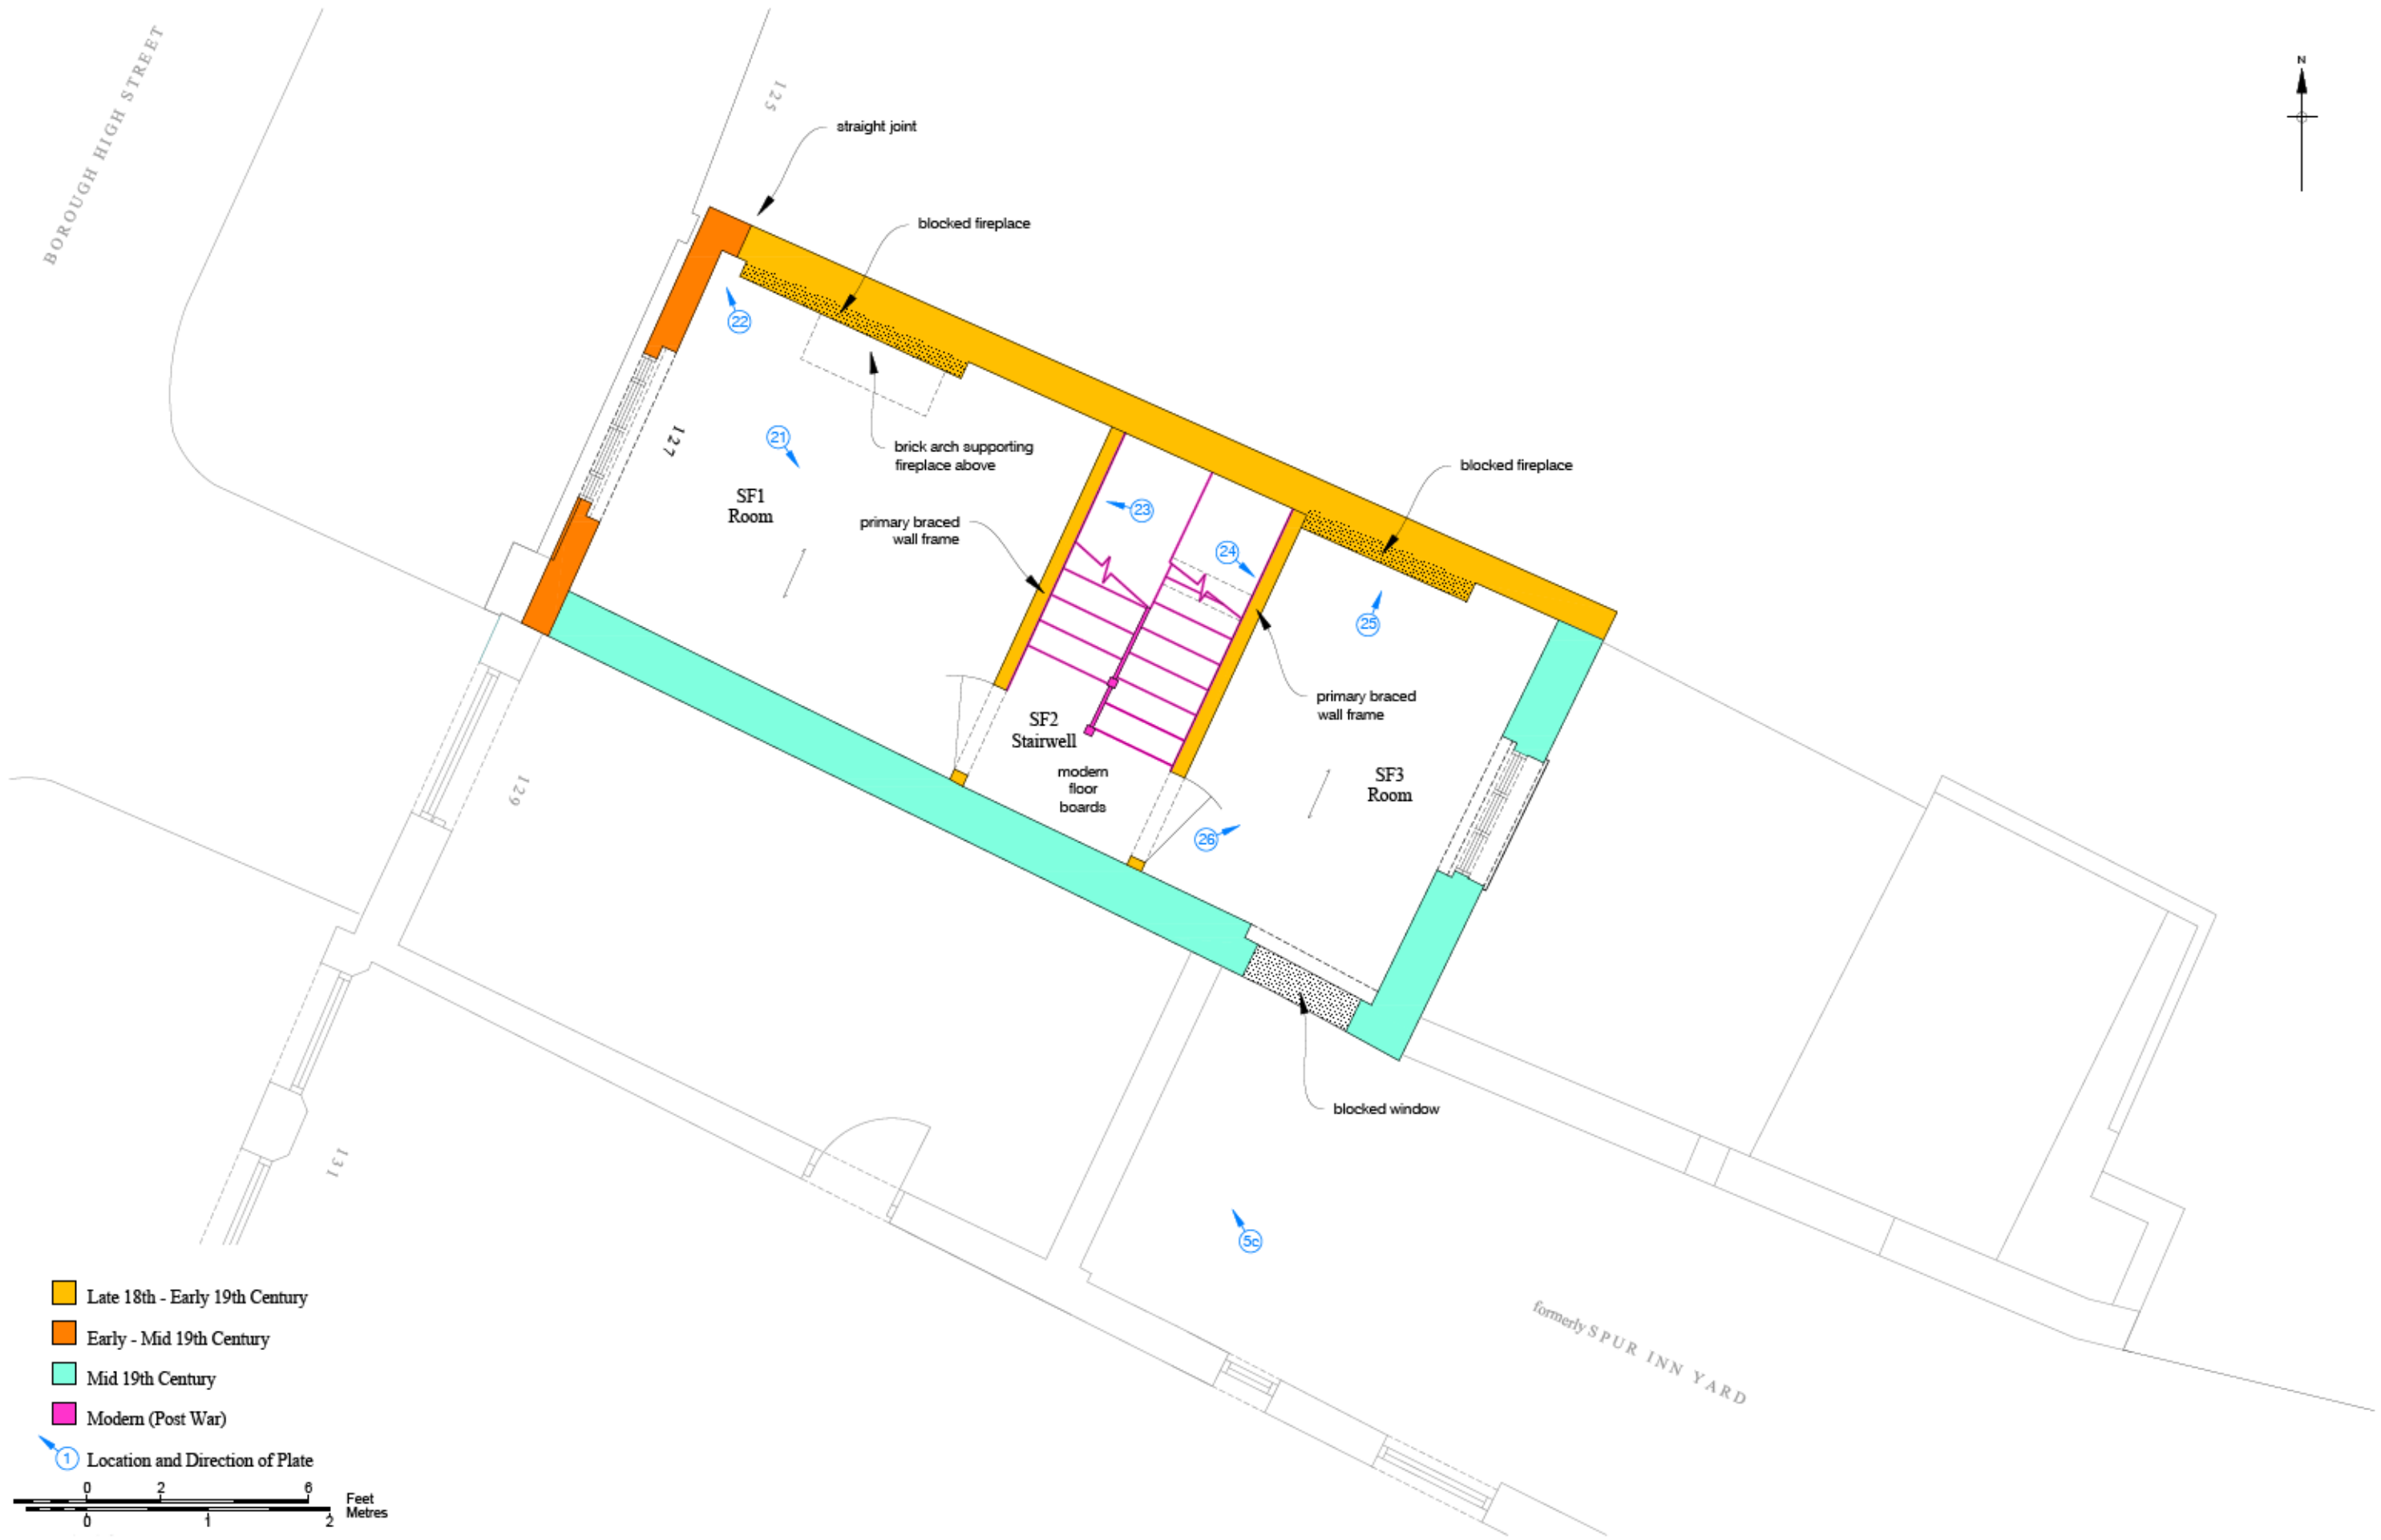 BOROUGH HIGH STREET
125
N
straight joint
blocked fireplace
22
21
127
brick arch supporting
fireplace above
blocked fireplace
SF1
Room
23
primary braced
wall frame
24
25
primary braced
wall frame
SF2
Stairwell
modern
floor
boards
SF3
Room
26
129
blocked window
131
5c
formerly SPUR INN YARD
Late 18th - Early 19th Century
Early - Mid 19th Century
Mid 19th Century
Modern (Post War)
1 Location and Direction of Plate
0 2 6
Feet
Metres
0 1 2